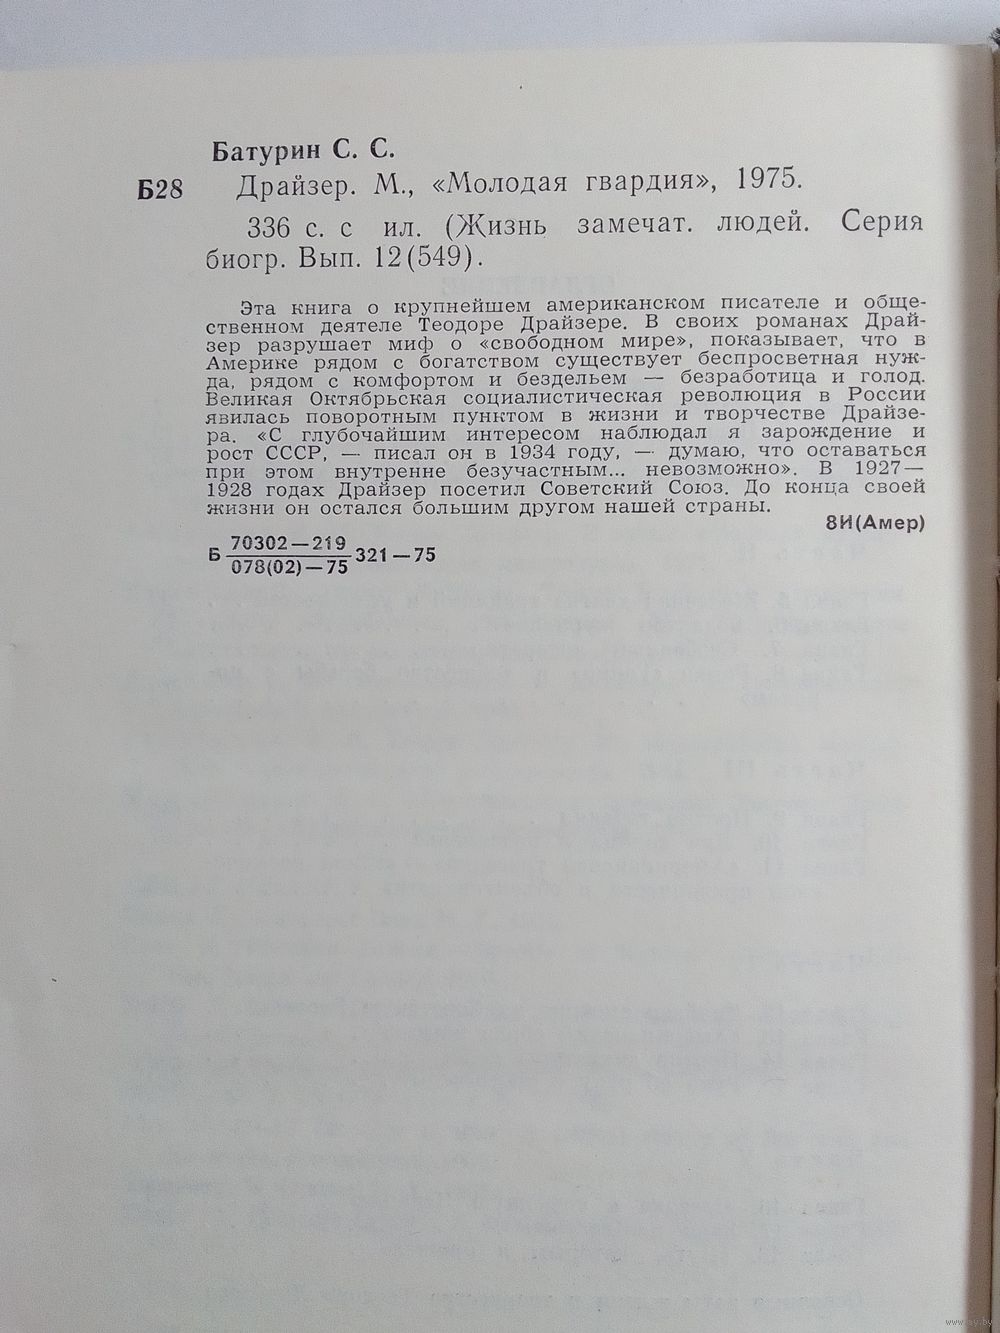 Батурин С. С.
Б28 Драйзер. М., «Молодая гвардия», 1975.
336 с. с ил. (Жизнь замечат. людей. Серия
биогр. Вып. 12(549).
Эта книга о крупнейшем американском писателе и обще-
ственном деятеле Теодоре Драйзере. В своих романах Драй-
зер разрушает миф о «свободном мире», показывает, что в
Америке рядом с богатством существует беспросветная нуж-
да, рядом с комфортом и бездельем — безработица и голод.
Великая Октябрьская социалистическая революция в России
явилась поворотным пунктом в жизни и творчестве Драйзе-
ра. «С глубочайшим интересом наблюдал я зарождение и
рост СССР, — писал он в 1934 году, — думаю, что оставаться
при этом внутренне безучастным... невозможно». В 1927—
1928 годах Драйзер посетил Советский Союз. До конца своей
жизни он остался большим другом нашей страны.
8И(Амер)
Б 70302—219 321—75
078(02)—75
www.ay.by